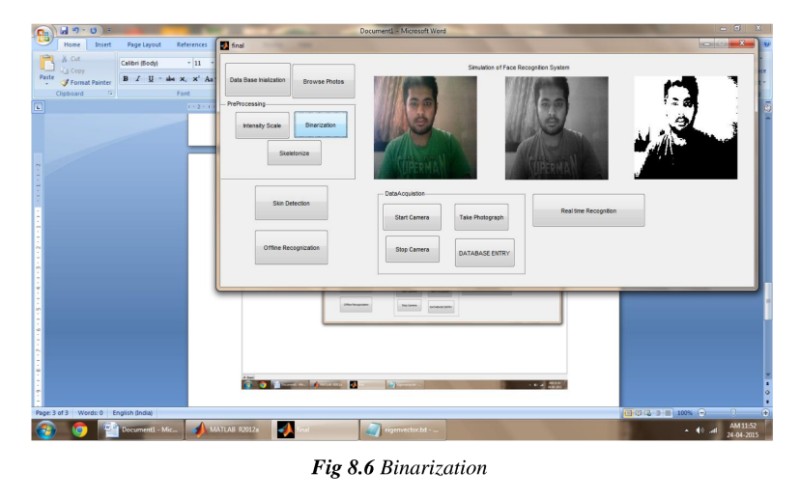 Document1 - Microsoft Word
Home Insert Page Layout References
final
Cut
Copy
Paste
Format Painter
Clipboard
Calibri (Body) 11
B I U abe x, x² Aa
Font
Data Base Inialization
Browse Photos
Simulation of Face Recognition System
PreProcessing
Intensity Scale
Binarization
Skeletonize
SUPERMAN
SUPERMAN
Skin Detection
Offline Recognization
DataAcquistion
Start Camera
Take Photograph
Stop Camera
DATABASE ENTRY
Real time Recognition
Page: 3 of 3 Words: 0 English (India)
100%
Document1 - Mic...
MATLAB R2012a
final
eigenvector.txt - ...
AM 11:52
24-04-2015
Fig 8.6 Binarization